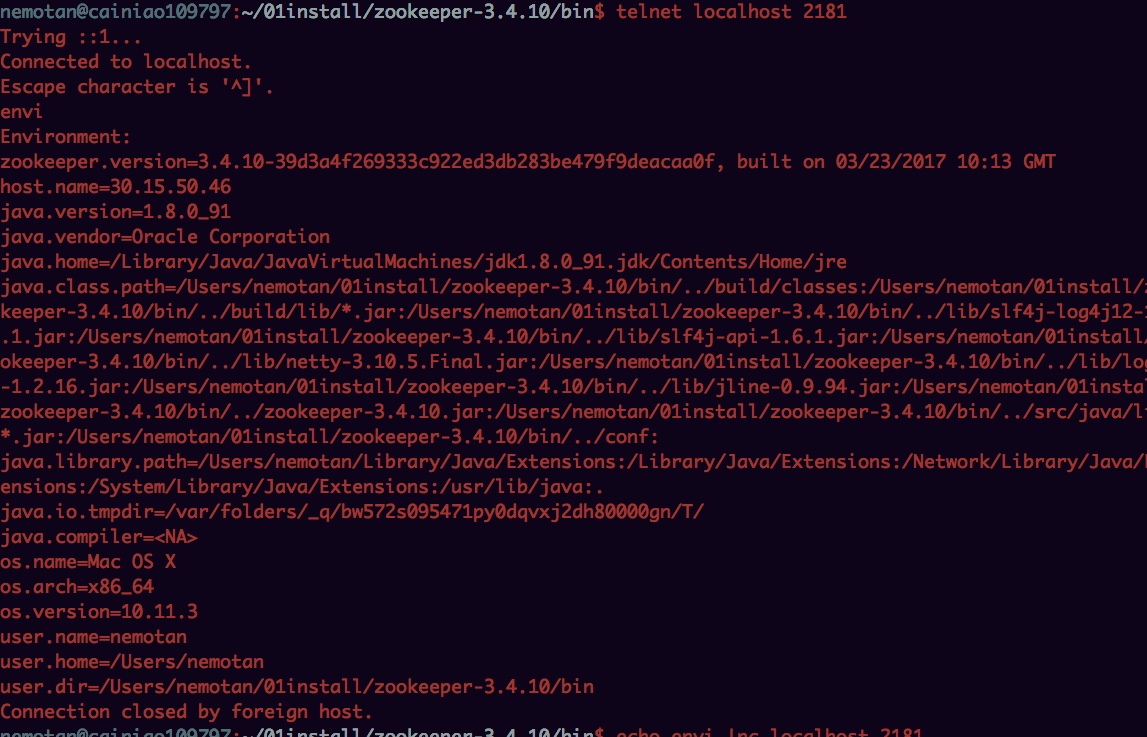 nemotan@cainiao109797:~/01install/zookeeper-3.4.10/bin$ telnet localhost 2181
Trying ::1...
Connected to localhost.
Escape character is '^]'.
envi
Environment:
zookeeper.version=3.4.10-39d3a4f269333c922ed3db283be479f9deacaa0f, built on 03/23/2017 10:13 GMT
host.name=30.15.50.46
java.version=1.8.0_91
java.vendor=Oracle Corporation
java.home=/Library/Java/JavaVirtualMachines/jdk1.8.0_91.jdk/Contents/Home/jre
java.class.path=/Users/nemotan/01install/zookeeper-3.4.10/bin/../build/classes:/Users/nemotan/01install/
keeper-3.4.10/bin/../build/lib/*.jar:/Users/nemotan/01install/zookeeper-3.4.10/bin/../lib/slf4j-log4j12-
.1.jar:/Users/nemotan/01install/zookeeper-3.4.10/bin/../lib/slf4j-api-1.6.1.jar:/Users/nemotan/01install/
okeeper-3.4.10/bin/../lib/netty-3.10.5.Final.jar:/Users/nemotan/01install/zookeeper-3.4.10/bin/../lib/log
-1.2.16.jar:/Users/nemotan/01install/zookeeper-3.4.10/bin/../lib/jline-0.9.94.jar:/Users/nemotan/01instal
zookeeper-3.4.10/bin/../zookeeper-3.4.10.jar:/Users/nemotan/01install/zookeeper-3.4.10/bin/../src/java/li
*.jar:/Users/nemotan/01install/zookeeper-3.4.10/bin/../conf:
java.library.path=/Users/nemotan/Library/Java/Extensions:/Library/Java/Extensions:/Network/Library/Java/
ensions:/System/Library/Java/Extensions:/usr/lib/java:.
java.io.tmpdir=/var/folders/_q/bw572s095471py0dqvxj2dh80000gn/T/
java.compiler=<NA>
os.name=Mac OS X
os.arch=x86_64
os.version=10.11.3
user.name=nemotan
user.home=/Users/nemotan
user.dir=/Users/nemotan/01install/zookeeper-3.4.10/bin
Connection closed by foreign host.
nemotan@cainiao109797:~/01install/zookeeper-3.4.10/bin$ echo envi |nc localhost 2181